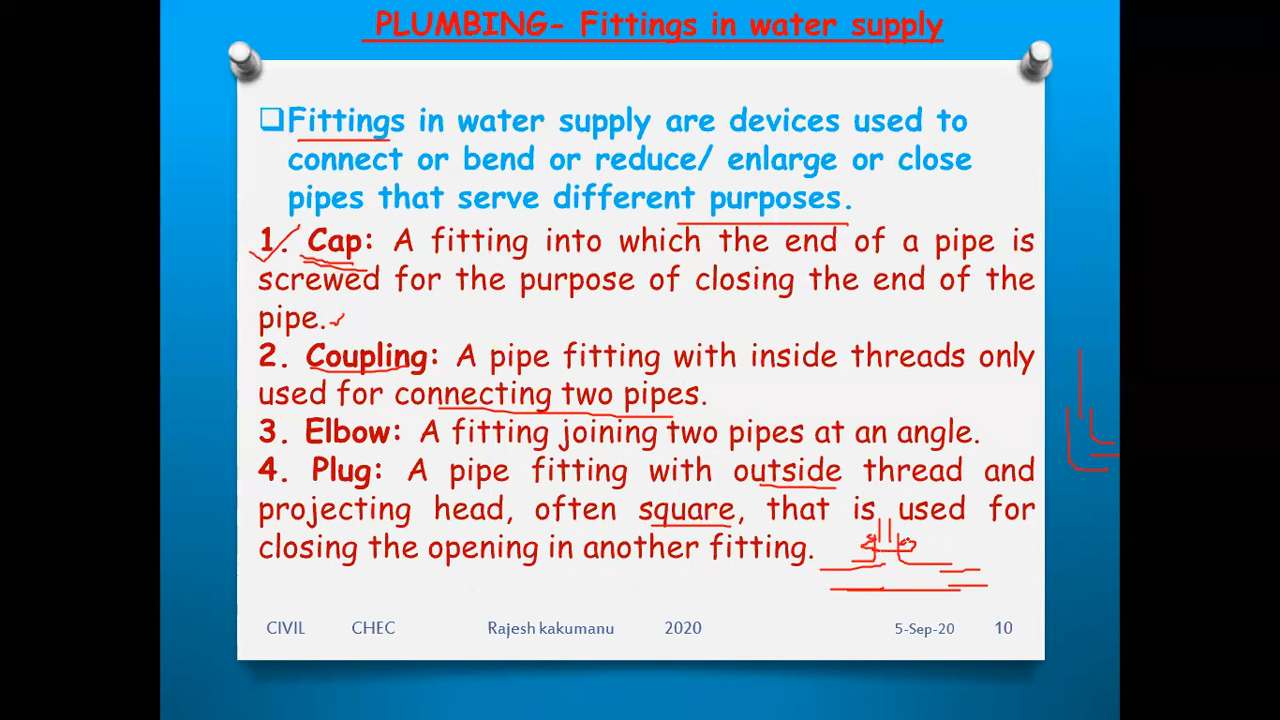 PLUMBING- Fittings in water supply
❑Fittings in water supply are devices used to
connect or bend or reduce/ enlarge or close
pipes that serve different purposes.
1. Cap: A fitting into which the end of a pipe is
screwed for the purpose of closing the end of the
pipe.
2. Coupling: A pipe fitting with inside threads only
used for connecting two pipes.
3. Elbow: A fitting joining two pipes at an angle.
4. Plug: A pipe fitting with outside thread and
projecting head, often square, that is used for
closing the opening in another fitting.
CIVIL CHEC Rajesh kakumanu 2020 5-Sep-20 10